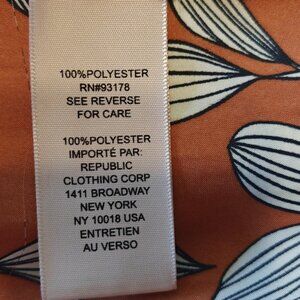 100%POLYESTER
RN#93178
SEE REVERSE
FOR CARE
100%POLYESTER
IMPORTÉ PAR:
REPUBLIC
CLOTHING CORP
1411 BROADWAY
NEW YORK
NY 10018 USA
ENTRETIEN
AU VERSO